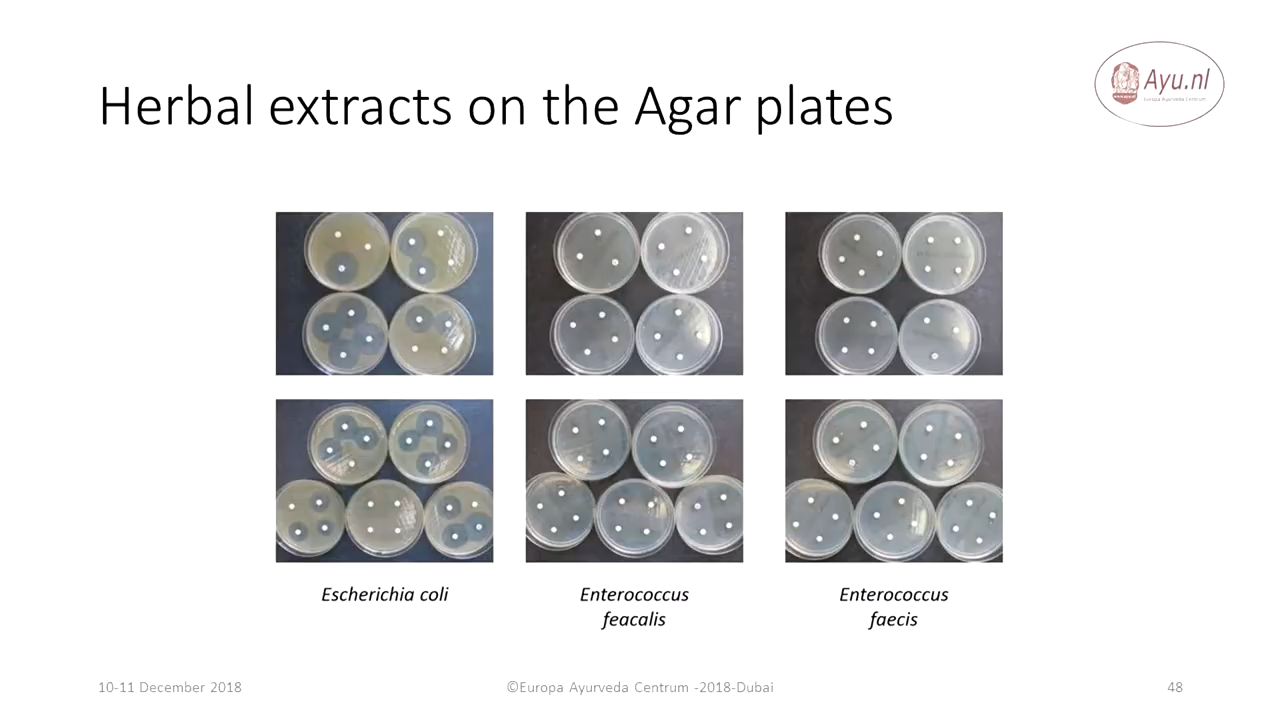 Herbal extracts on the Agar plates
Ayu.nl
Europa Ayurveda Centrum
Escherichia coli
Enterococcus
feacalis
Enterococcus
faecis
10-11 December 2018
©Europa Ayurveda Centrum -2018-Dubai
48